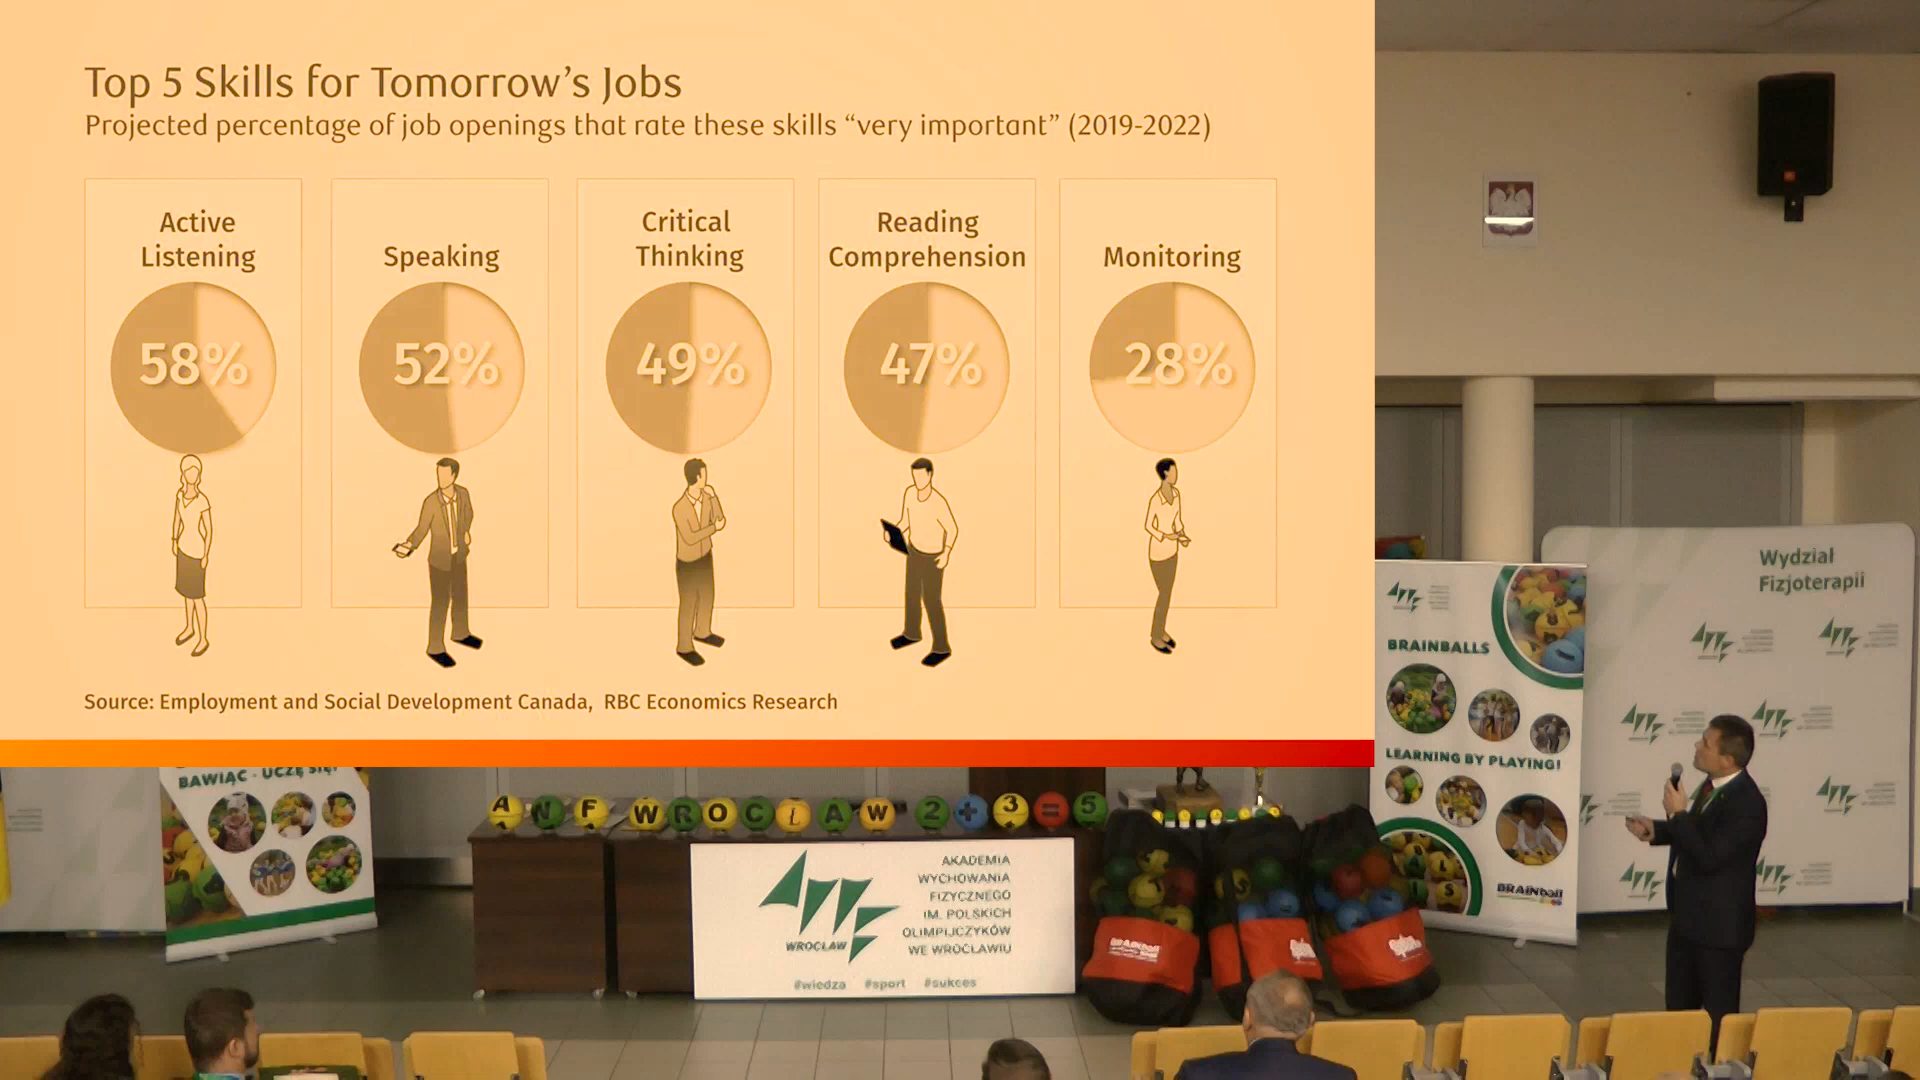 Top 5 Skills for Tomorrow’s Jobs
Projected percentage of job openings that rate these skills “very important” (2019-2022)
Active
Listening
58%
Speaking
52%
Critical
Thinking
49%
Reading
Comprehension
47%
Monitoring
28%
Source: Employment and Social Development Canada,  RBC Economics Research
Wydział
Fizjoterapii
BRAINBALLS
LEARNING BY PLAYING!
BRAINball
BAWIĄC - UCZĘ SIĘ!
A W F W R O C Ł A W 2 + 3 = 5
WROCŁAW
AKADEMIA
WYCHOWANIA
FIZYCZNEGO
IM. POLSKICH
OLIMPIJCZYKÓW
WE WROCŁAWIU
#wiedza #sport #sukces
BRAINball